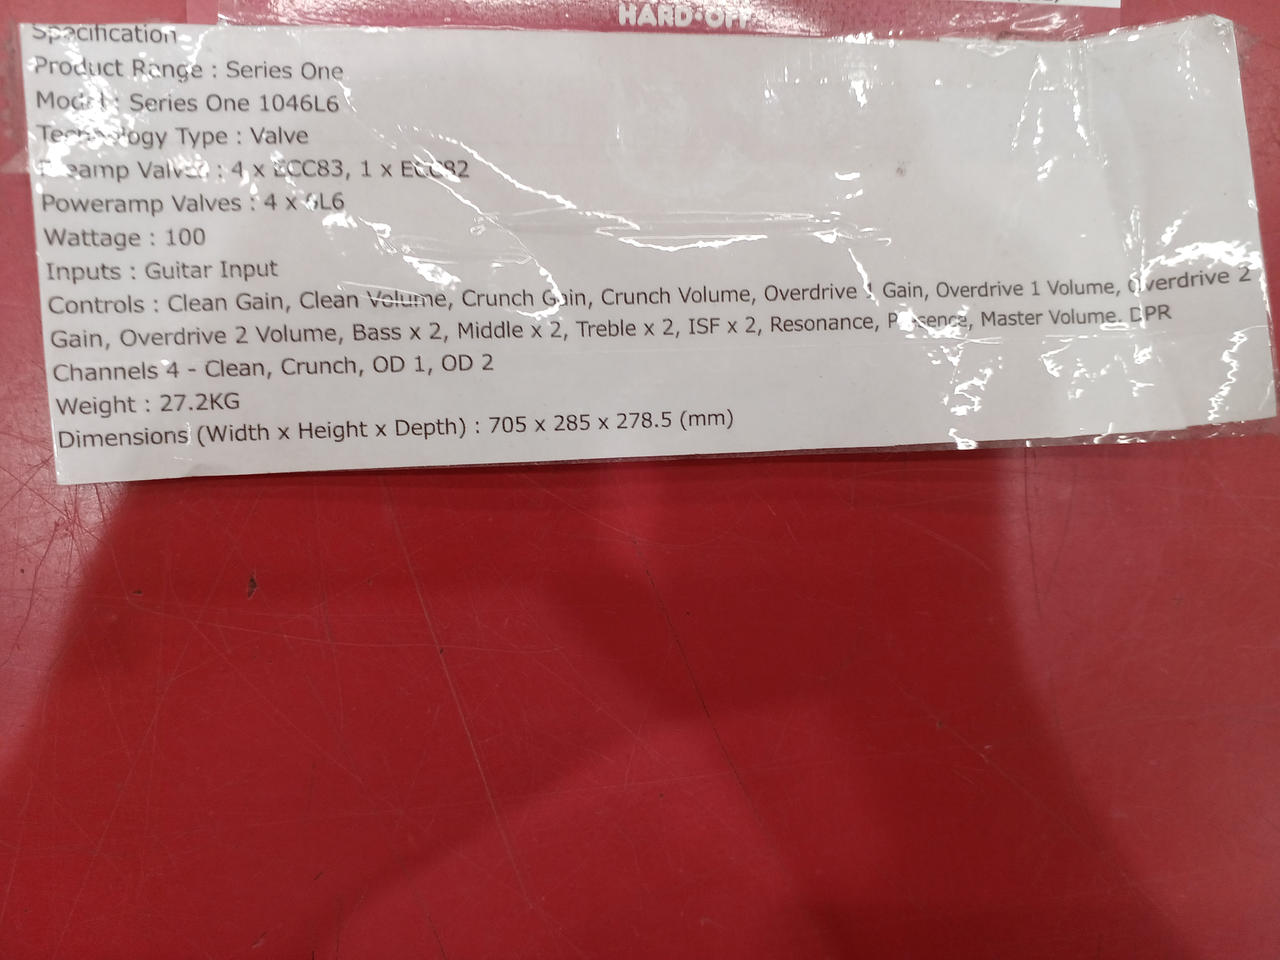 HARD·OFF
Specification
Product Range : Series One
Model : Series One 1046L6
Technology Type : Valve
Preamp Valves : 4 x ECC83, 1 x ECC82
Poweramp Valves : 4 x 6L6
Wattage : 100
Inputs : Guitar Input
Controls : Clean Gain, Clean Volume, Crunch Gain, Crunch Volume, Overdrive 1 Gain, Overdrive 1 Volume, Overdrive 2
Gain, Overdrive 2 Volume, Bass x 2, Middle x 2, Treble x 2, ISF x 2, Resonance, Presence, Master Volume. DPR
Channels 4 - Clean, Crunch, OD 1, OD 2
Weight : 27.2KG
Dimensions (Width x Height x Depth) : 705 x 285 x 278.5 (mm)